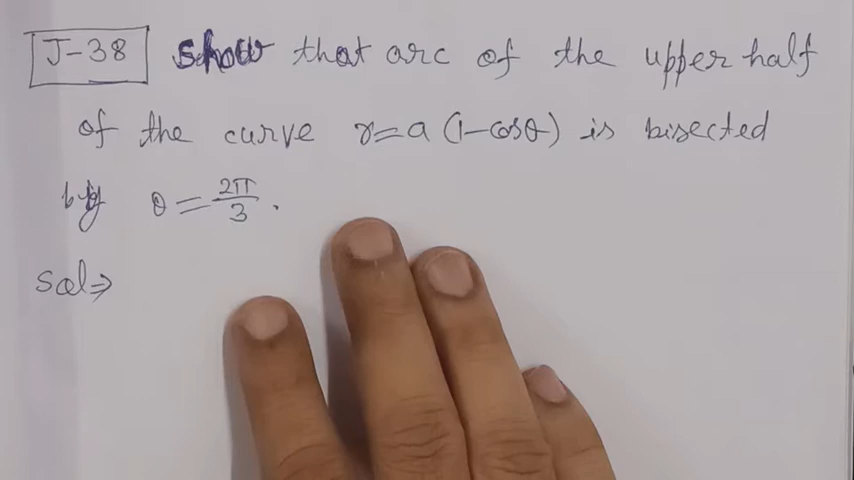 J-38 show that arc of the upper half
of the curve r=a (1-cosθ) is bisected
by θ = 2π/3.
Sol⇒